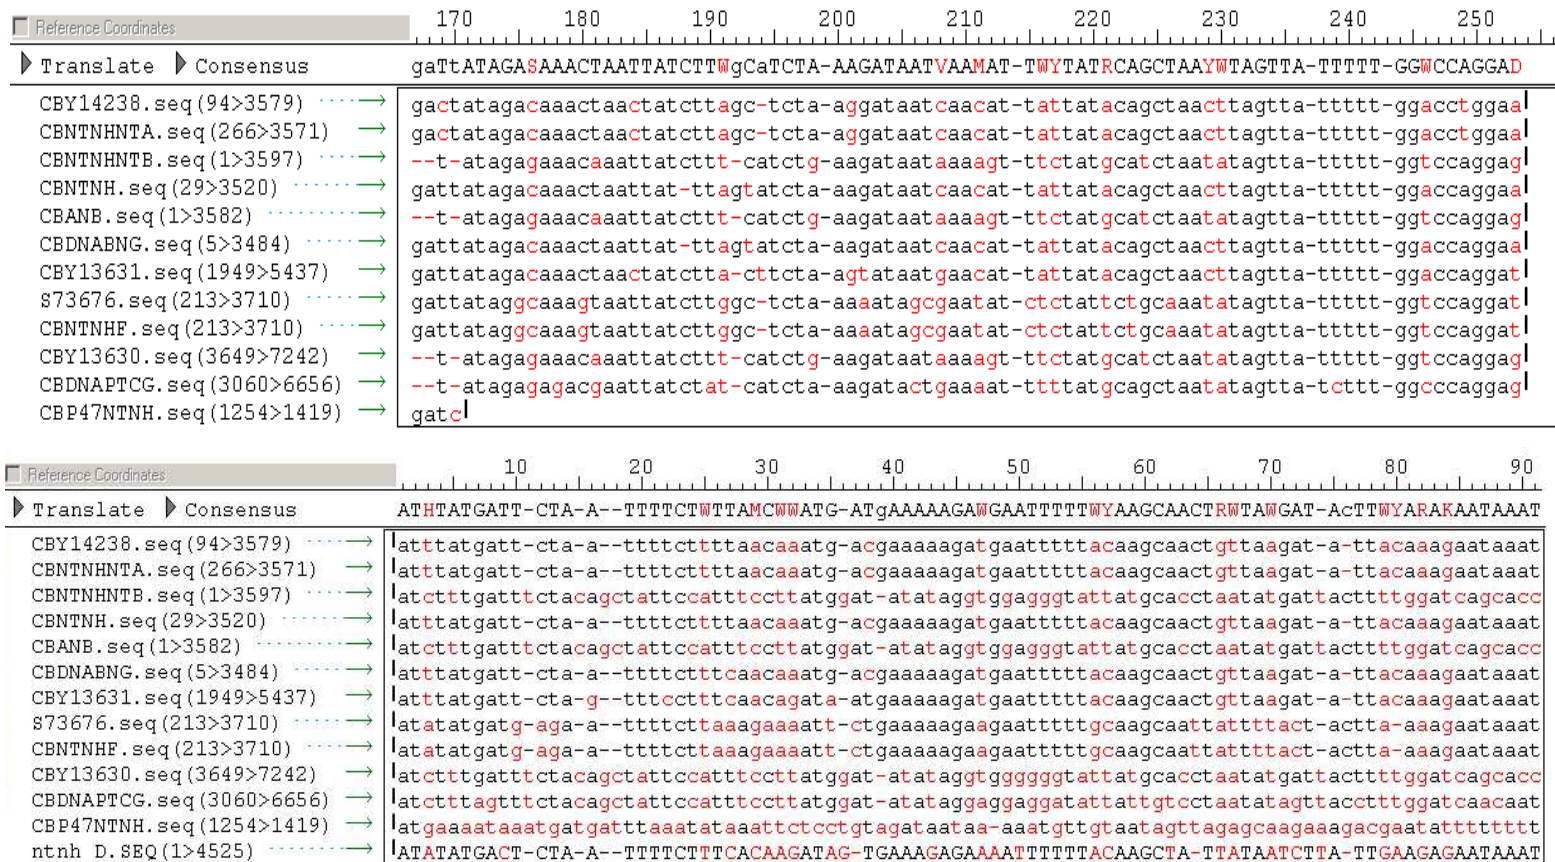 170 180 190 200 210 220 230 240 250
Reference Coordinates
Translate Consensus gaTtATAGASAAACTAATTATCTTWgCaTCTA-AAGATAATVAAMAT-TWYTATRCAGCTAAYWTAGTTA-TTTTT-GGWCCAGGAD
CBY14238.seq(94>3579) gactatagacaaactaactatcttagc-tcta-aggataatcaacat-tattatacagctaacttagtta-ttttt-ggacctggaa
CBNTNHNTA.seq(266>3571) gactatagacaaactaactatcttagc-tcta-aggataatcaacat-tattatacagctaacttagtta-ttttt-ggacctggaa
CBNTNHNTB.seq(1>3597) --t-atagagaaacaaattatcttt-catctg-aagataataaaagt-ttctatgcatctaatatagtta-ttttt-ggtccaggag
CBNTNH.seq(29>3520) gattatagacaaactaattat-ttagtatcta-aagataatcaacat-tattatacagctaacttagtta-ttttt-ggaccaggaa
CBANB.seq(1>3582) --t-atagagaaacaaattatcttt-catctg-aagataataaaagt-ttctatgcatctaatatagtta-ttttt-ggtccaggag
CBDNABNG.seq(5>3484) gattatagacaaactaattat-ttagtatcta-aagataatcaacat-tattatacagctaacttagtta-ttttt-ggaccaggaa
CBY13631.seq(1949>5437) gattatagacaaactaactatctta-cttcta-agtataatgaacat-tattatacagctaacttagtta-ttttt-ggaccaggat
S73676.seq(213>3710) gattataggcaaagtaattatcttggc-tcta-aaaatagcgaatat-ctctattctgcaaatatagtta-ttttt-ggtccaggat
CBNTNHF.seq(213>3710) gattataggcaaagtaattatcttggc-tcta-aaaatagcgaatat-ctctattctgcaaatatagtta-ttttt-ggtccaggat
CBY13630.seq(3649>7242) --t-atagagaaacaaattatcttt-catctg-aagataataaaagt-ttctatgcatctaatatagtta-ttttt-ggtccaggag
CBDNAPTCG.seq(3060>6656) --t-atagagagacgaattatctat-catcta-aagatactgaaaat-ttttatgcagctaatatagtta-tcttt-ggcccaggag
CBP47NTNH.seq(1254>1419) gatc
10 20 30 40 50 60 70 80 90
Reference Coordinates
Translate Consensus ATHTATGATT-CTA-A--TTTTCTWTTAMCWWATG-ATgAAAAAGAWGAATTTTTWYAAGCAACTRWTAWGAT-AcTTWYARAKAATAAAT
CBY14238.seq(94>3579) atttatgatt-cta-a--ttttcttttaacaaatg-acgaaaaagatgaatttttacaagcaactgttaagat-a-ttacaaagaataaat
CBNTNHNTA.seq(266>3571) atttatgatt-cta-a--ttttcttttaacaaatg-acgaaaaagatgaatttttacaagcaactgttaagat-a-ttacaaagaataaat
CBNTNHNTB.seq(1>3597) atctttgatttctacagctattccatttccttatggat-atataggtggagggtattatgcacctaatatgattacttttggatcagcacc
CBNTNH.seq(29>3520) atttatgatt-cta-a--ttttcttttaacaaatg-acgaaaaagatgaatttttacaagcaactgttaagat-a-ttacaaagaataaat
CBANB.seq(1>3582) atctttgatttctacagctattccatttccttatggat-atataggtggagggtattatgcacctaatatgattacttttggatcagcacc
CBDNABNG.seq(5>3484) atttatgatt-cta-a--ttttctttcaacaaatg-acgaaaaagatgaatttttacaagcaactgttaagat-a-ttacaaagaataaat
CBY13631.seq(1949>5437) atttatgatt-cta-g--tttccttttcaacagata-atgaaaaagatgaatttttacaagcaactgttaagat-a-ttacaaagaataaat
S73676.seq(213>3710) atatatgatg-aga-a--ttttcttaaagaaaatt-ctgaaaaagaagaatttttgcaagcaattattttact-actta-aaagaataaat
CBNTNHF.seq(213>3710) atatatgatg-aga-a--ttttcttaaagaaaatt-ctgaaaaagaagaatttttgcaagcaattattttact-actta-aaagaataaat
CBY13630.seq(3649>7242) atctttgatttctacagctattccatttccttatggat-atataggtggggggtattatgcacctaatatgattacttttggatcagcacc
CBDNAPTCG.seq(3060>6656) atctttagtttctacagctattccatttccttatggat-atataggaggaggatattattgtcctaatatagttacctttggatcaacaat
CBP47NTNH.seq(1254>1419) atgaaaataaatgatgatttaaatataaattctcctgtagataataa-aaatgttgtaatagttagagcaagaaagacgaatattttttt
ntnh D.SEQ(1>4525) ATATATGACT-CTA-A--TTTTCTTTCACAAGATAG-TGAAAGAGAAAATTTTTTACAAGCTA-TTATAATCTTA-TTGAAGAGAATAAAT